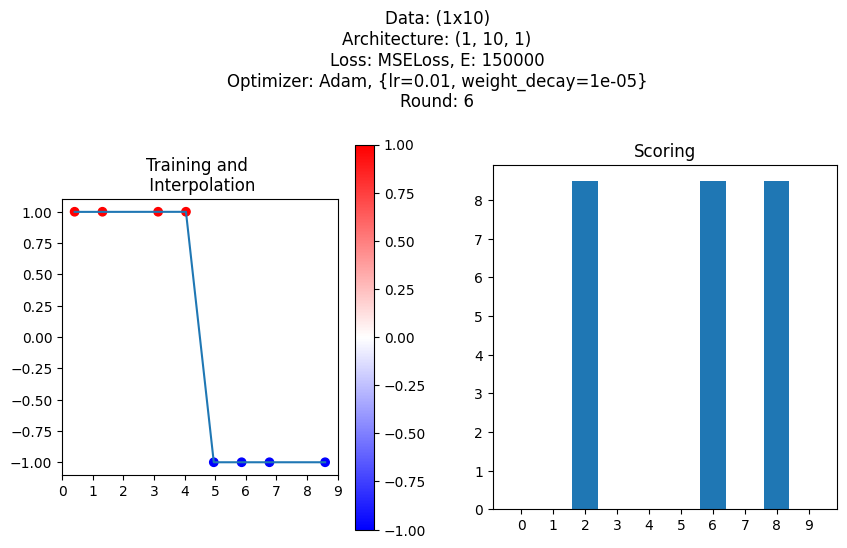 Data: (1x10)
Architecture: (1, 10, 1)
Loss: MSELoss, E: 150000
Optimizer: Adam, {lr=0.01, weight_decay=1e-05}
Round: 6
Training and
Interpolation
1.00
0.75
0.50
0.25
0.00
−0.25
−0.50
−0.75
−1.00
0 1 2 3 4 5 6 7 8 9
1.00
0.75
0.50
0.25
0.00
−0.25
−0.50
−0.75
−1.00
Scoring
8
7
6
5
4
3
2
1
0
0 1 2 3 4 5 6 7 8 9